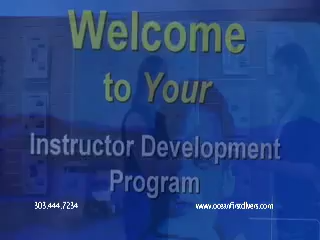 Welcome
to Your
Instructor Development
Program
303.444.7234 www.oceanfirstdivers.com